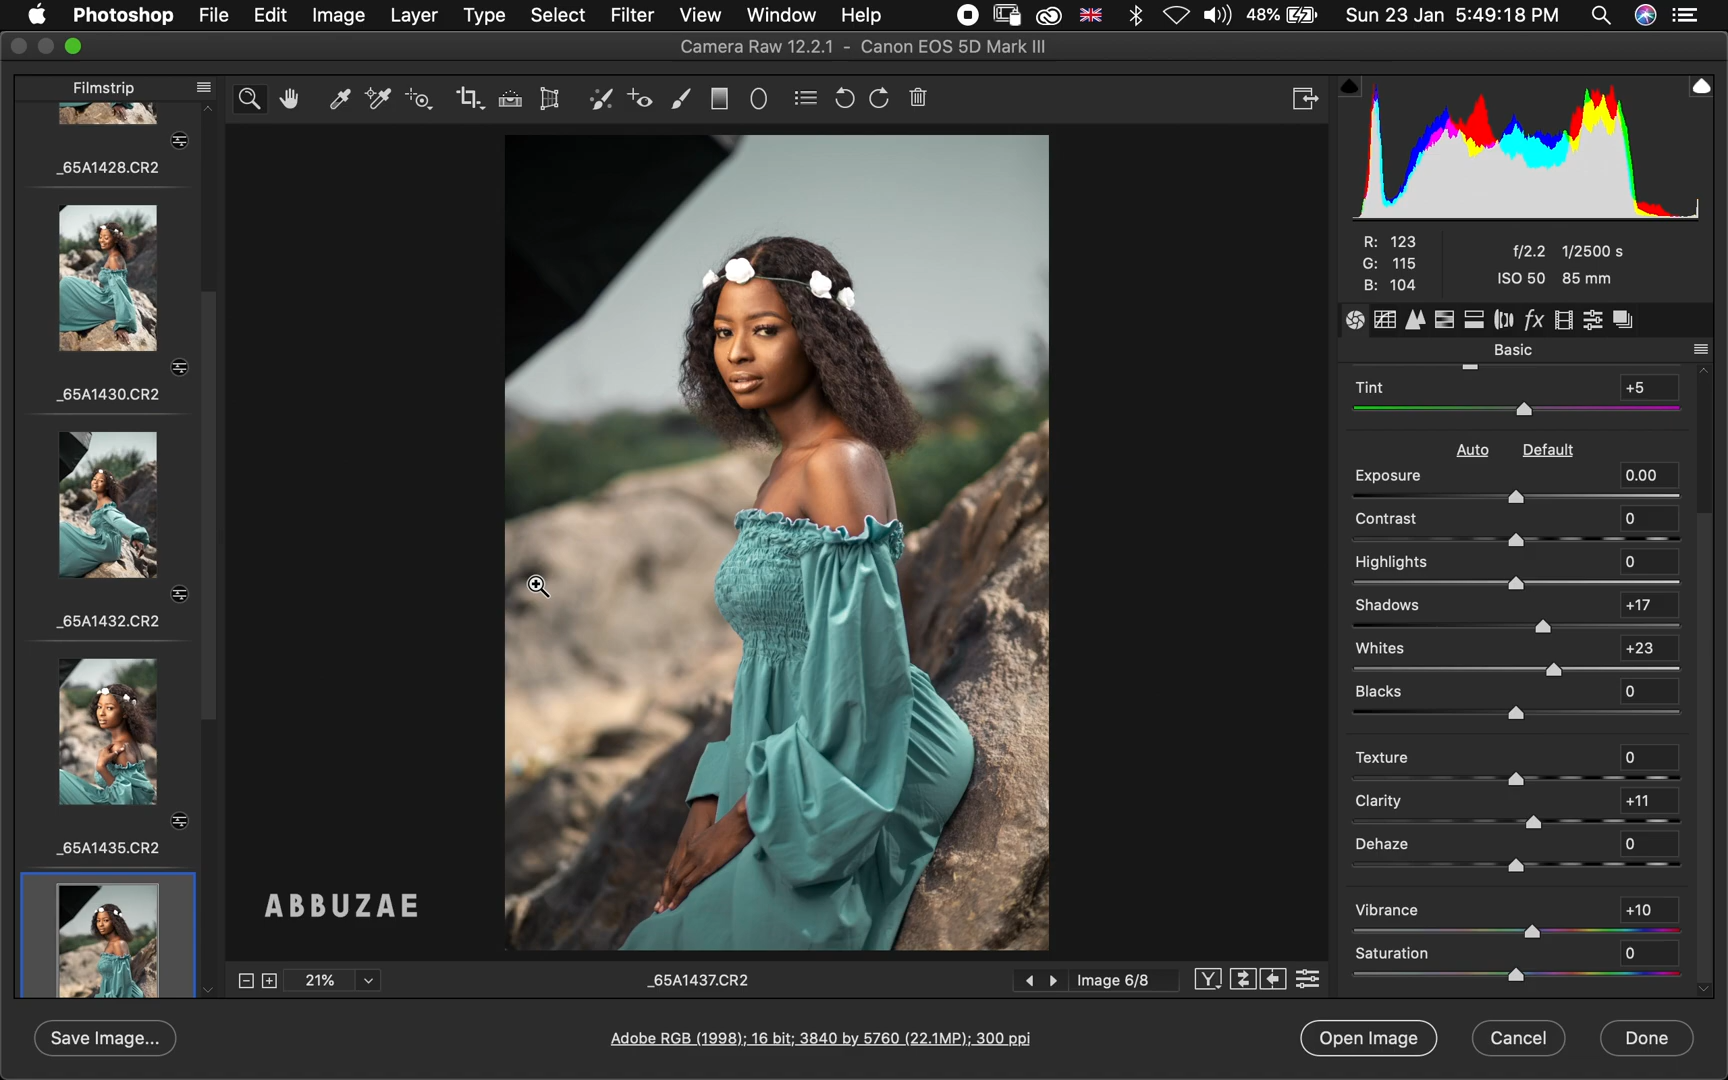 Photoshop File Edit Image Layer Type Select Filter View Window Help 48% Sun 23 Jan 5:49:18 PM
Camera Raw 12.2.1 - Canon EOS 5D Mark III
Filmstrip
_65A1428.CR2
_65A1430.CR2
_65A1432.CR2
_65A1435.CR2
ABBUZAE
21%
_65A1437.CR2
Image 6/8
Y
R: 123
G: 115
B: 104
f/2.2 1/2500 s
ISO 50 85 mm
fx
Basic
Tint +5
Auto Default
Exposure 0.00
Contrast 0
Highlights 0
Shadows +17
Whites +23
Blacks 0
Texture 0
Clarity +11
Dehaze 0
Vibrance +10
Saturation 0
Save Image...
Adobe RGB (1998); 16 bit; 3840 by 5760 (22.1MP); 300 ppi
Open Image Cancel Done